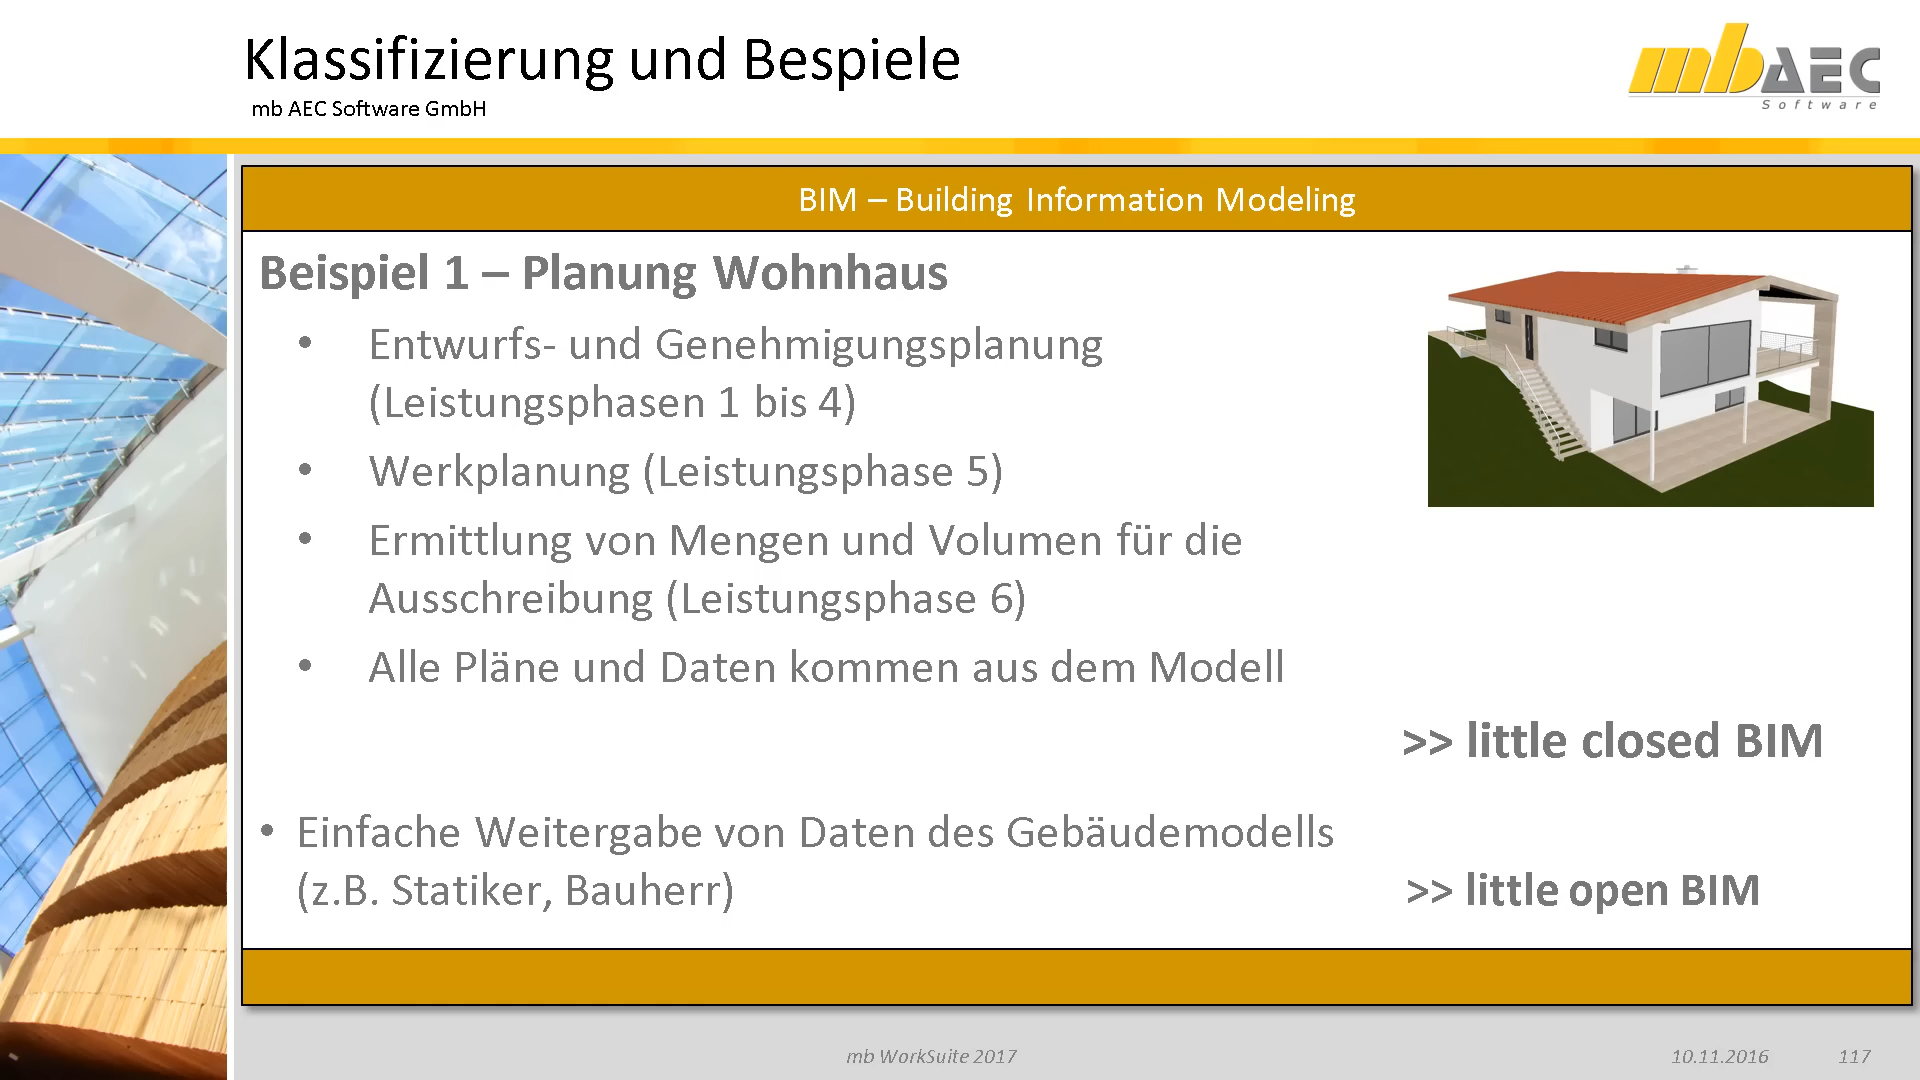 Klassifizierung und Bespiele
mb AEC Software GmbH
mbAEC
Software
BIM – Building Information Modeling
Beispiel 1 – Planung Wohnhaus
• Entwurfs- und Genehmigungsplanung
(Leistungsphasen 1 bis 4)
• Werkplanung (Leistungsphase 5)
• Ermittlung von Mengen und Volumen für die
Ausschreibung (Leistungsphase 6)
• Alle Pläne und Daten kommen aus dem Modell
>> little closed BIM
• Einfache Weitergabe von Daten des Gebäudemodells
(z.B. Statiker, Bauherr) >> little open BIM
mb WorkSuite 2017 10.11.2016 117